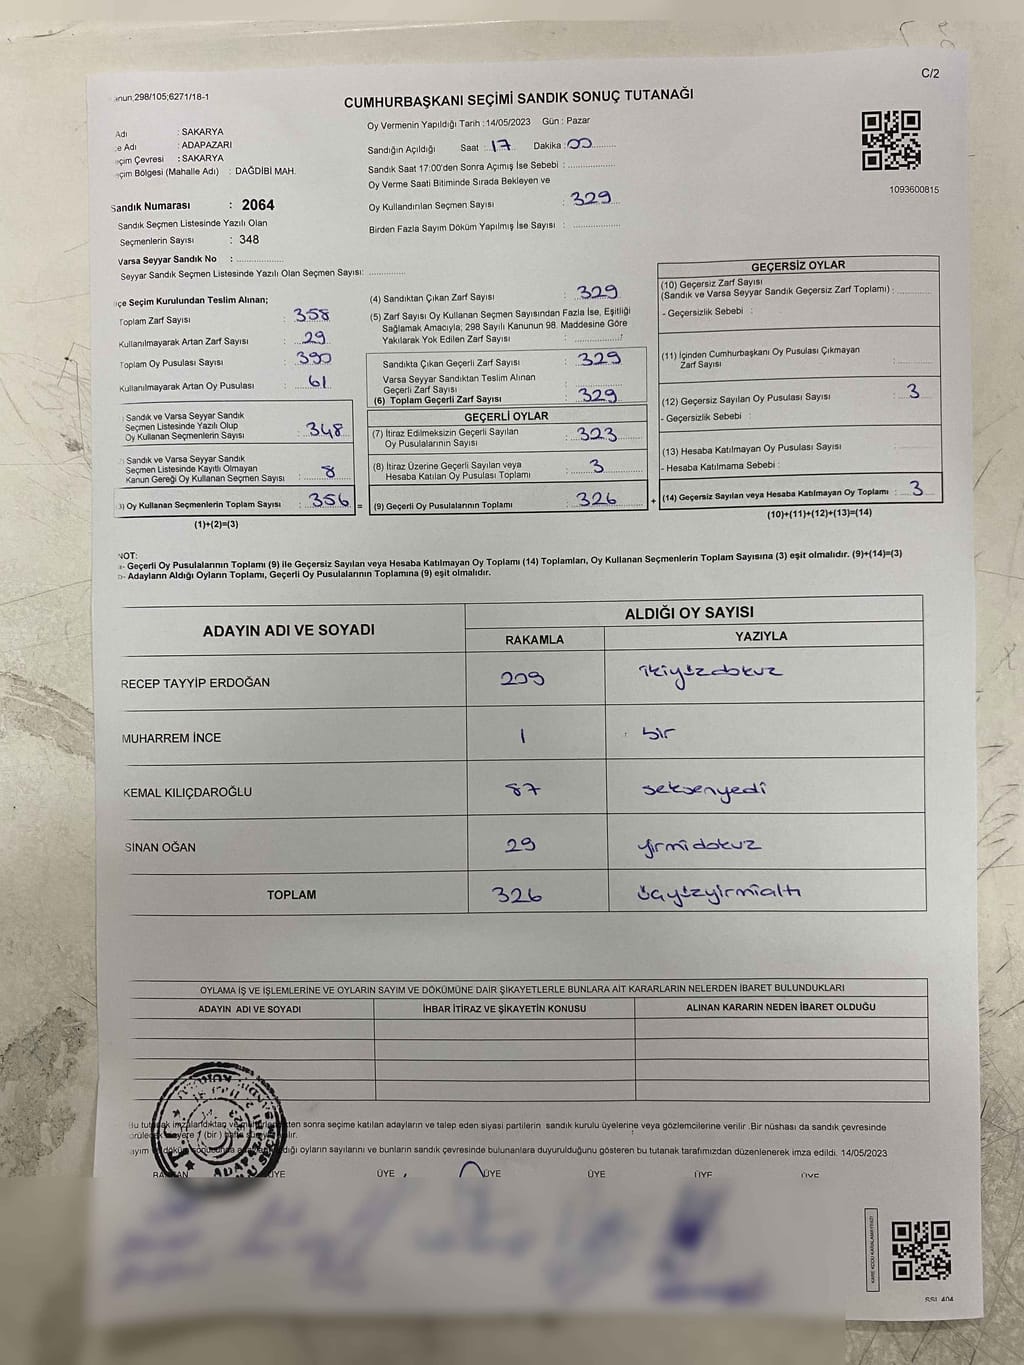 C/2
298/105;6271/18-1
CUMHURBAŞKANI SEÇİMİ SANDIK SONUÇ TUTANAĞI
Adı : SAKARYA
Adı : ADAPAZARI
Çevresi : SAKARYA
Bölgesi (Mahalle Adı) : DAĞDİBİ MAH.
Sandık Numarası : 2064
Sandık Seçmen Listesinde Yazılı Olan
Seçmenlerin Sayısı : 348
Varsa Seyyar Sandık No :
Seyyar Sandık Seçmen Listesinde Yazılı Olan Seçmen Sayısı:
Oy Vermenin Yapıldığı Tarih :14/05/2023 Gün : Pazar
Sandığın Açıldığı Saat : 17 Dakika : 00
Sandık Saat 17:00'den Sonra Açımış İse Sebebi :
Oy Verme Saati Bitiminde Sırada Bekleyen ve
Oy Kullandırılan Seçmen Sayısı : 329
Birden Fazla Sayım Döküm Yapılmış İse Sayısı :
1093600815
Seçim Kurulundan Teslim Alınan;
Toplam Zarf Sayısı : 358
Kullanılmayarak Artan Zarf Sayısı : 29
Toplam Oy Pusulası Sayısı : 390
Kullanılmayarak Artan Oy Pusulası : 61
Sandık ve Varsa Seyyar Sandık
Seçmen Listesinde Yazılı Olup
Oy Kullanan Seçmenlerin Sayısı : 348
Sandık ve Varsa Seyyar Sandık
Seçmen Listesinde Kayıtlı Olmayan
Kanun Gereği Oy Kullanan Seçmen Sayısı : 8
3) Oy Kullanan Seçmenlerin Toplam Sayısı : 356 =
(1)+(2)=(3)
(4) Sandıktan Çıkan Zarf Sayısı : 329
(5) Zarf Sayısı Oy Kullanan Seçmen Sayısından Fazla İse, Eşitliği
Sağlamak Amacıyla; 298 Sayılı Kanunun 98. Maddesine Göre
Yakılarak Yok Edilen Zarf Sayısı :
Sandıkta Çıkan Geçerli Zarf Sayısı : 329
Varsa Seyyar Sandıktan Teslim Alınan
Geçerli Zarf Sayısı :
(6) Toplam Geçerli Zarf Sayısı : 329
GEÇERLİ OYLAR
(7) İtiraz Edilmeksizin Geçerli Sayılan
Oy Pusulalarının Sayısı : 323
(8) İtiraz Üzerine Geçerli Sayılan veya
Hesaba Katılan Oy Pusulası Toplamı : 3
(9) Geçerli Oy Pusulalarının Toplamı : 326 +
GEÇERSİZ OYLAR
(10) Geçersiz Zarf Sayısı
(Sandık ve Varsa Seyyar Sandık Geçersiz Zarf Toplamı) :
- Geçersizlik Sebebi :
(11) İçinden Cumhurbaşkanı Oy Pusulası Çıkmayan
Zarf Sayısı :
(12) Geçersiz Sayılan Oy Pusulası Sayısı : 3
- Geçersizlik Sebebi :
(13) Hesaba Katılmayan Oy Pusulası Sayısı :
- Hesaba Katılmama Sebebi :
(14) Geçersiz Sayılan veya Hesaba Katılmayan Oy Toplamı : 3
(10)+(11)+(12)+(13)=(14)
NOT:
a- Geçerli Oy Pusulalarının Toplamı (9) ile Geçersiz Sayılan veya Hesaba Katılmayan Oy Toplamı (14) Toplamları, Oy Kullanan Seçmenlerin Toplam Sayısına (3) eşit olmalıdır. (9)+(14)=(3)
b- Adayların Aldığı Oyların Toplamı, Geçerli Oy Pusulalarının Toplamına (9) eşit olmalıdır.
ADAYIN ADI VE SOYADI
ALDIĞI OY SAYISI
RAKAMLA YAZIYLA
RECEP TAYYİP ERDOĞAN 209 ikiyüzdokuz
MUHARREM İNCE 1 bir
KEMAL KILIÇDAROĞLU 87 seksenyedi
SİNAN OĞAN 29 yirmidokuz
TOPLAM 326 üçyüzyirmialtı
OYLAMA İŞ VE İŞLEMLERİNE VE OYLARIN SAYIM VE DÖKÜMÜNE DAİR ŞİKAYETLERLE BUNLARA AİT KARARLARIN NELERDEN İBARET BULUNDUKLARI
ADAYIN ADI VE SOYADI İHBAR İTİRAZ VE ŞİKAYETİN KONUSU ALINAN KARARIN NEDEN İBARET OLDUĞU
Bu imzalandıktan sonra seçime katılan adayların ve talep eden siyasi partilerin sandık kurulu üyelerine veya gözlemcilerine verilir .Bir nüshası da sandık çevresinde
yere 1 (bir)
oyların sayılarını ve bunların sandık çevresinde bulunanlara duyurulduğunu gösteren bu tutanak tarafımızdan düzenlenerek imza edildi. 14/05/2023
ÜYE ÜYE ÜYE ÜYE ÜYE
ADAPAZARI